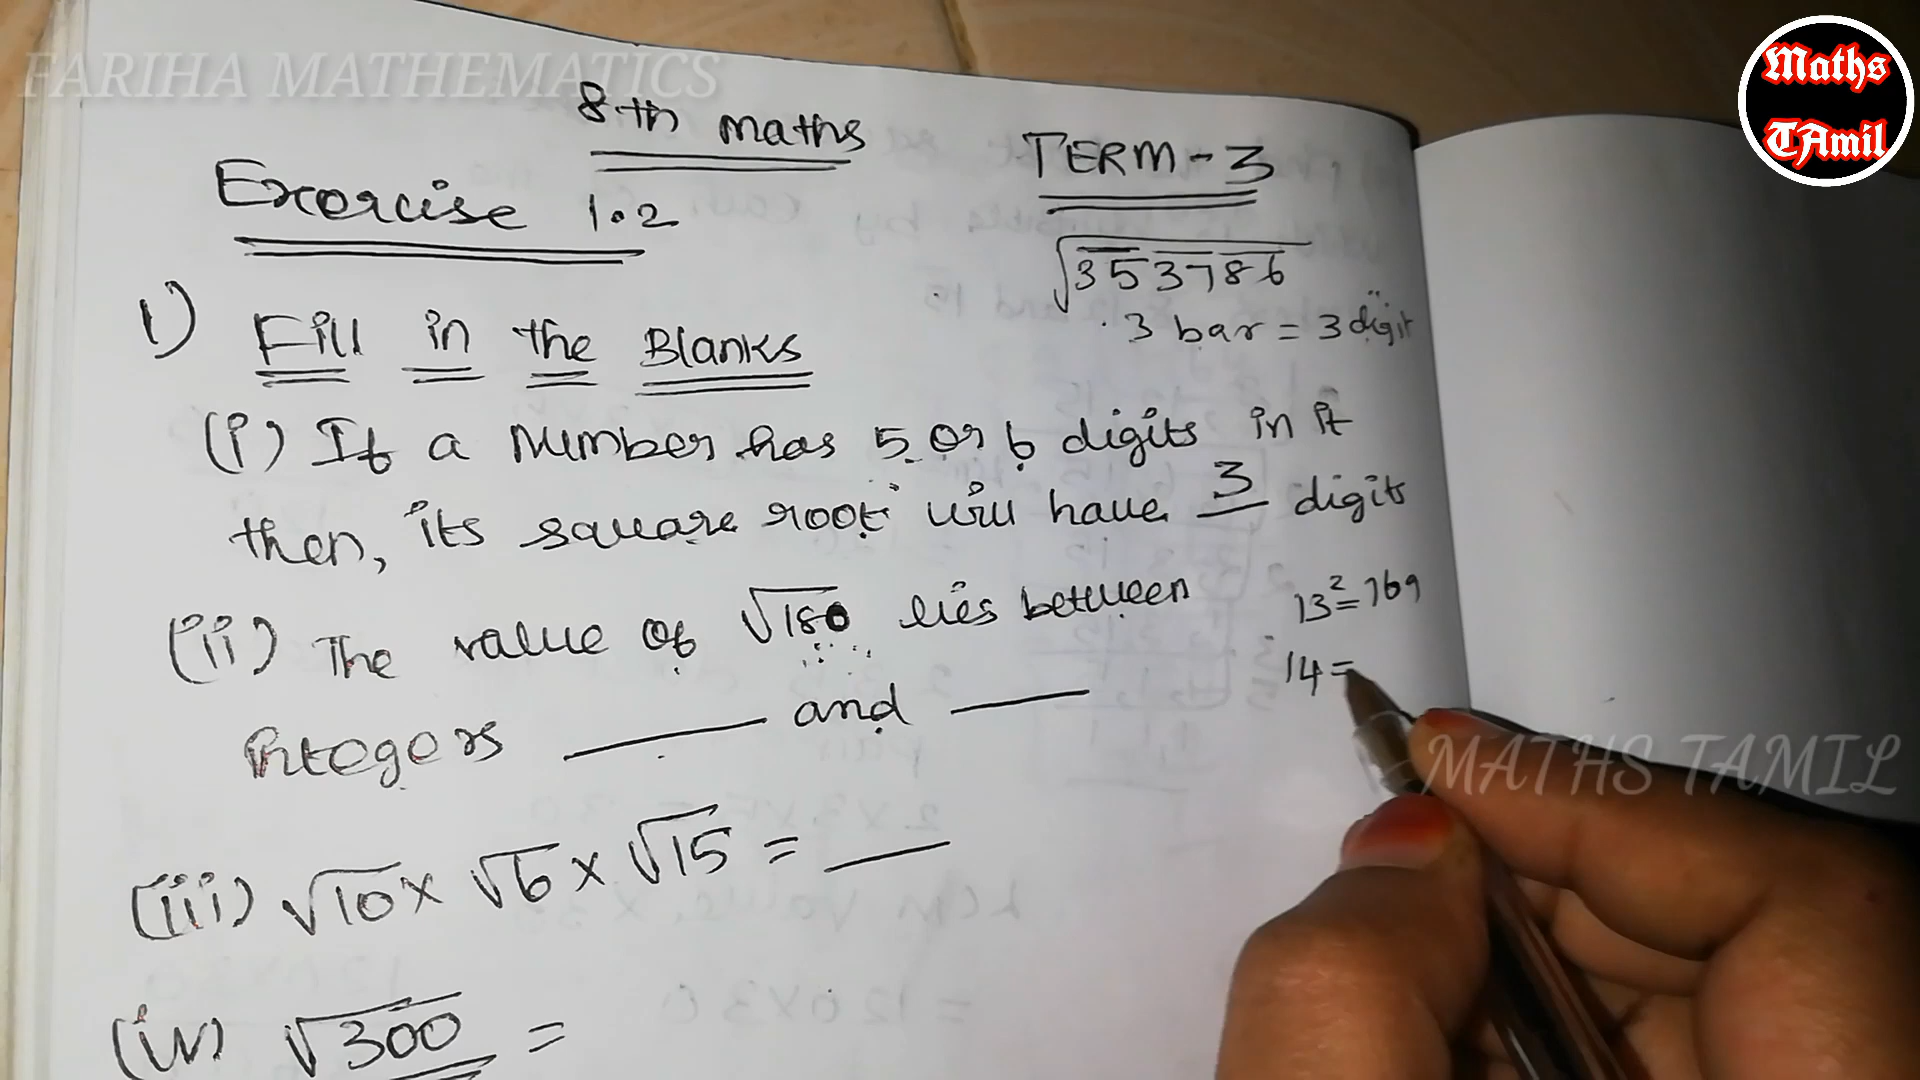 FARIHA MATHEMATICS
Maths
TAmil
8th maths
TERM - 3
Exercise 1.2
√353786
3 bar = 3 digit
1) Fill in the Blanks
(i) If a number has 5 or 6 digits in it
then, its square root will have 3 digits
(ii) The value of √180 lies between
integers ____ and ____
13²=169
14=
MATHS TAMIL
(iii) √10 × √6 × √15 = ____
(iv) √300 =